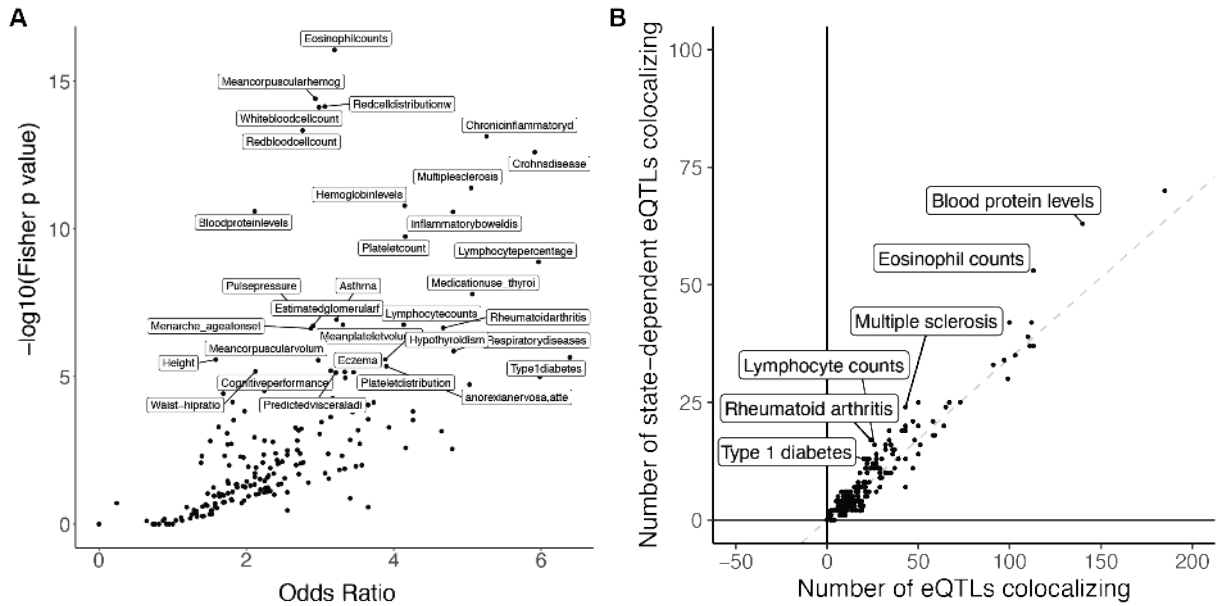 A
Eosinophilcounts
15
Meancorpuscularhemog
Redcelldistributionw
Whitebloodcellcount
Redbloodcellcount
Chronicinflammatoryd
Crohnsdisease
Multiplesclerosis
Hemoglobinlevels
Bloodproteinlevels
Inflammatoryboweldis
10
Plateletcount
Lymphocytepercentage
Pulsepressure
Asthma
Medicationuse_thyroi
Estimatedglomerularf
Lymphocytecounts
Rheumatoidarthritis
Menarche_ageatonset
Meanplateletvolum
Hypothyroidism
Respiratorydiseases
Meancorpuscularvolum
Height
Eczema
Type1diabetes
5
Cognitiveperformance
Plateletdistribution
Waist-hipratio
Predictedvisceraladi
anorexianervosa,atte
0
0
2
4
6
Odds Ratio
−log10(Fisher p value)
B
Number of state-dependent eQTLs colocalizing
100
75
Blood protein levels
Eosinophil counts
50
Multiple sclerosis
Lymphocyte counts
25
Rheumatoid arthritis
Type 1 diabetes
0
−50
0
50
100
150
200
Number of eQTLs colocalizing